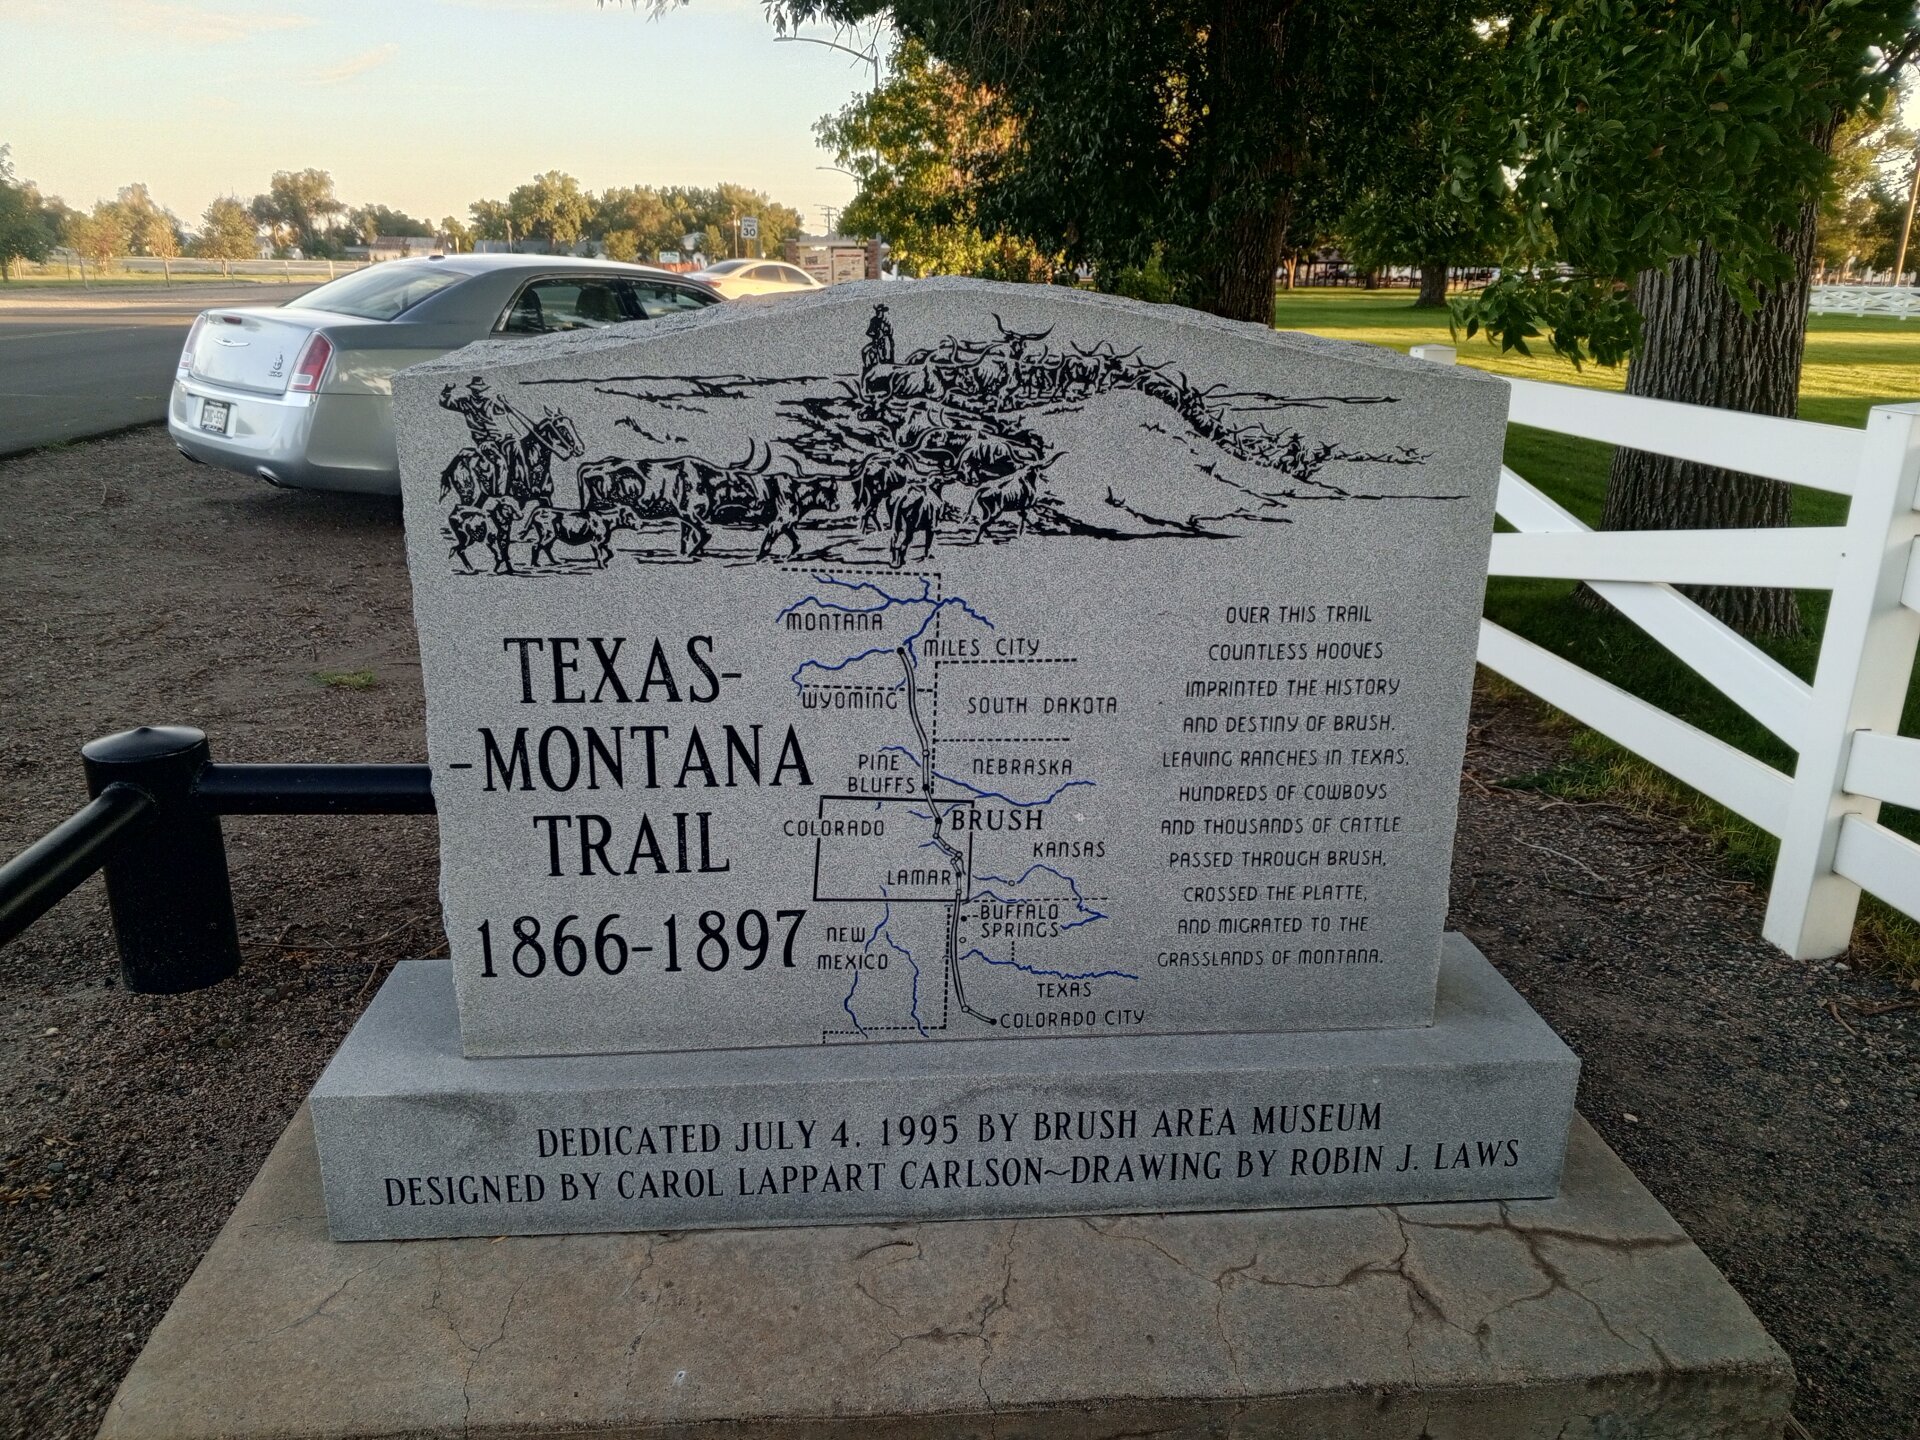 TEXAS-
-MONTANA
TRAIL
1866-1897
MONTANA
MILES CITY
WYOMING
SOUTH DAKOTA
PINE
BLUFFS
NEBRASKA
COLORADO
BRUSH
KANSAS
LAMAR
BUFFALO
SPRINGS
NEW
MEXICO
TEXAS
COLORADO CITY
OVER THIS TRAIL
COUNTLESS HOOVES
IMPRINTED THE HISTORY
AND DESTINY OF BRUSH.
LEAVING RANCHES IN TEXAS,
HUNDREDS OF COWBOYS
AND THOUSANDS OF CATTLE
PASSED THROUGH BRUSH,
CROSSED THE PLATTE,
AND MIGRATED TO THE
GRASSLANDS OF MONTANA.
DEDICATED JULY 4, 1995 BY BRUSH AREA MUSEUM
DESIGNED BY CAROL LAPPART CARLSON~DRAWING BY ROBIN J. LAWS
SPEED
LIMIT
30